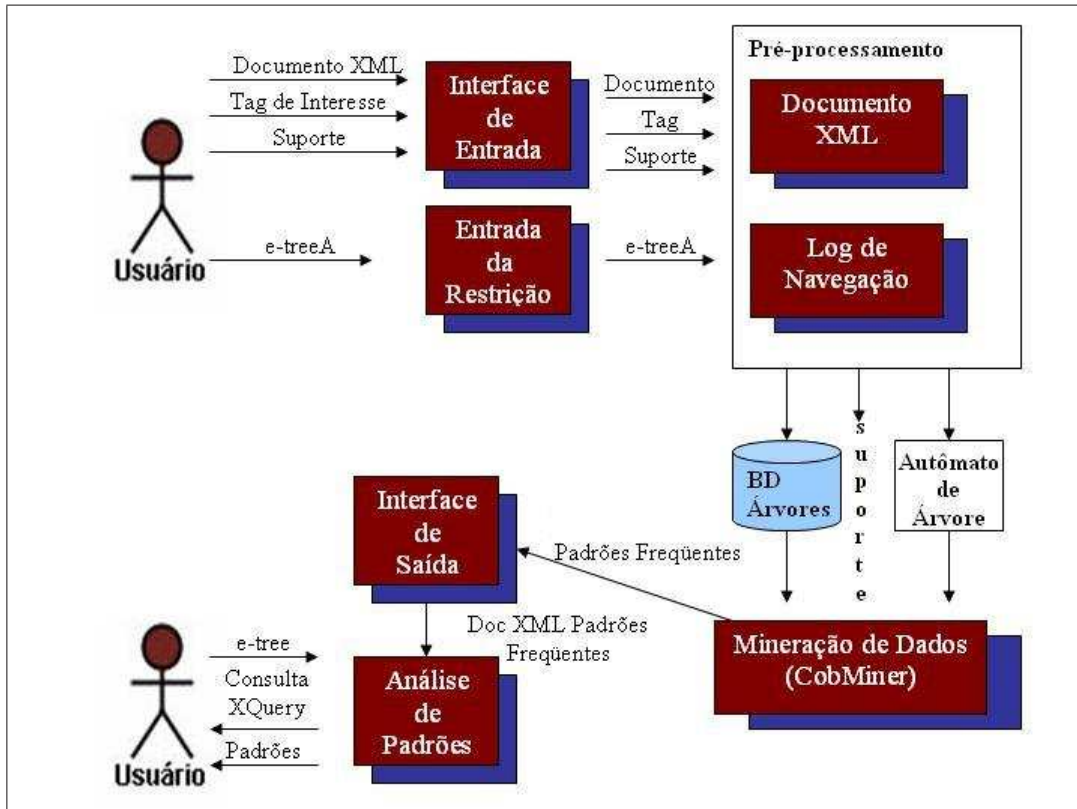 Pré-processamento
Documento XML
Tag de Interesse
Suporte
Interface
de
Entrada
Documento
Tag
Suporte
Documento
XML
Usuário
e-treeA
Entrada
da
Restrição
e-treeA
Log de
Navegação
BD
Árvores
suporte
Autômato
de
Árvore
Interface
de
Saída
Padrões Freqüentes
Doc XML Padrões
Freqüentes
Mineração de Dados
(CobMiner)
Usuário
e-tree
Consulta
XQuery
Padrões
Análise
de
Padrões